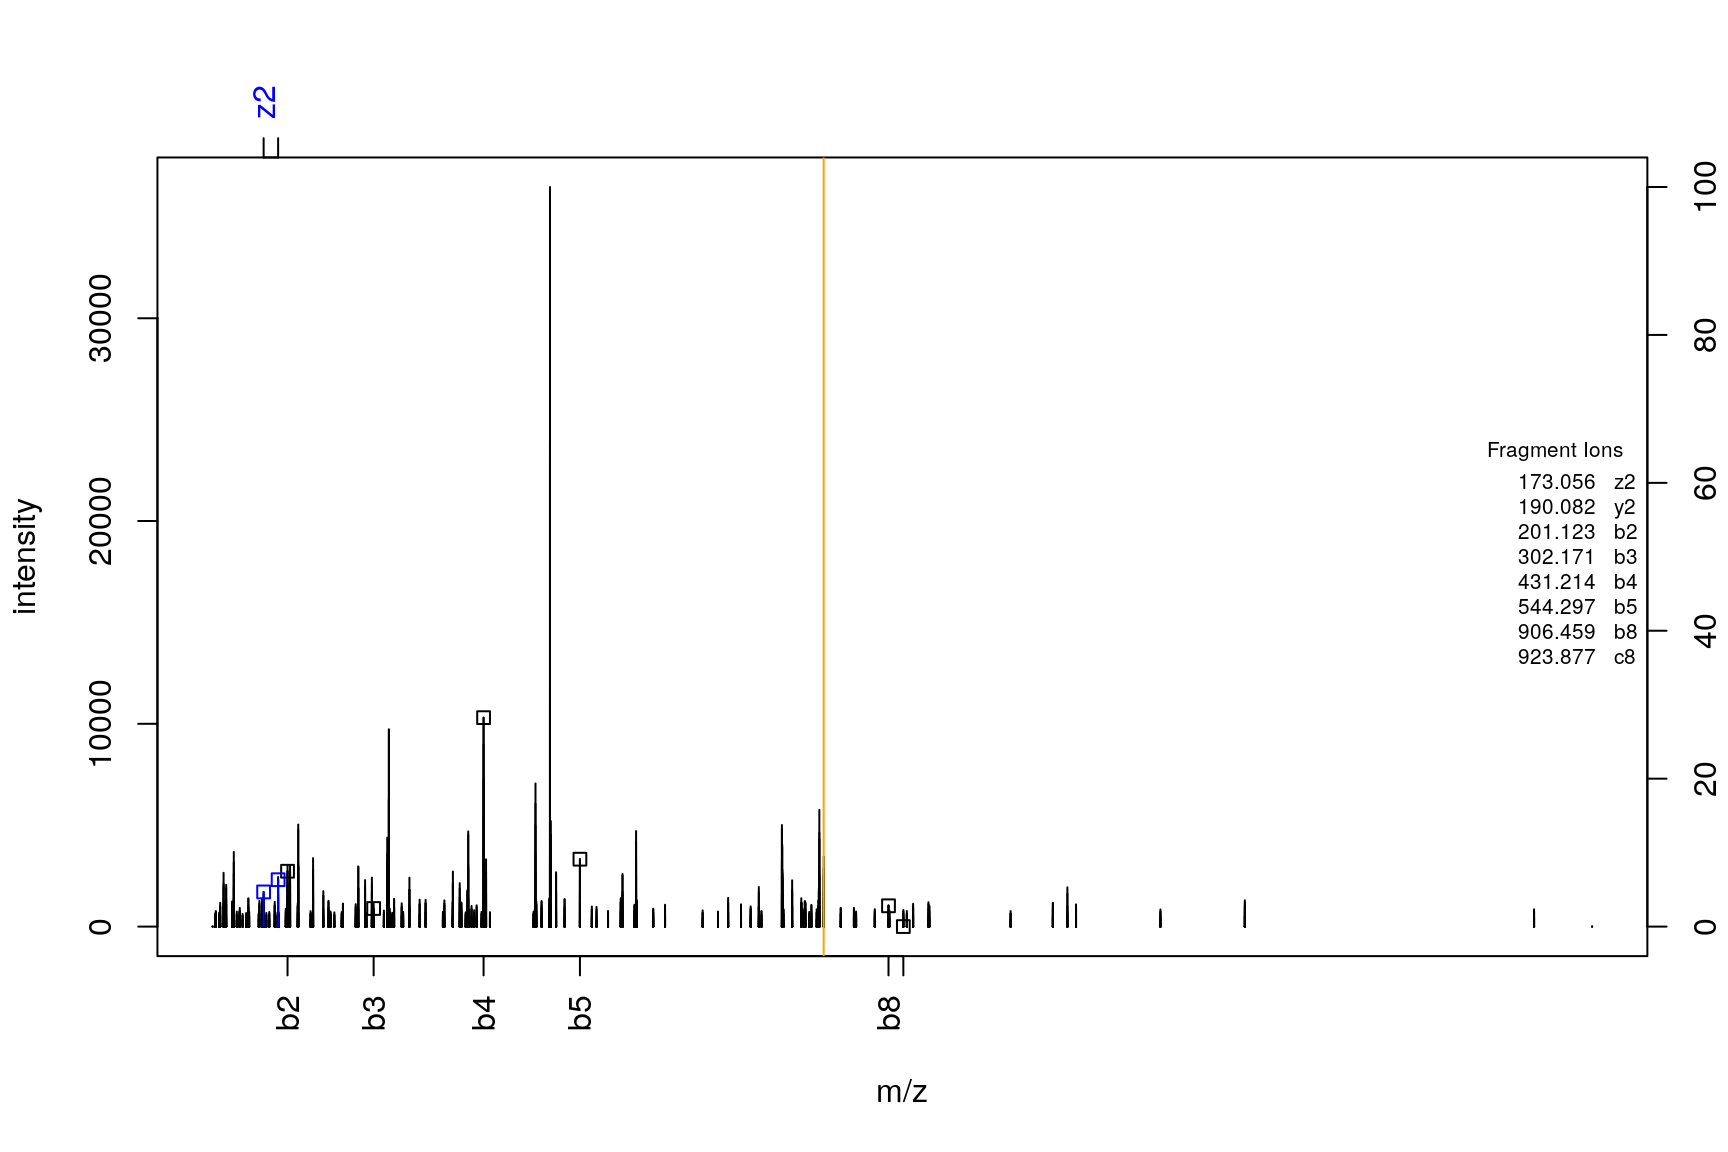 z2
intensity
0
10000
20000
30000
0
20
40
60
80
100
Fragment Ions
173.056 z2
190.082 y2
201.123 b2
302.171 b3
431.214 b4
544.297 b5
906.459 b8
923.877 c8
b2
b3
b4
b5
b8
m/z